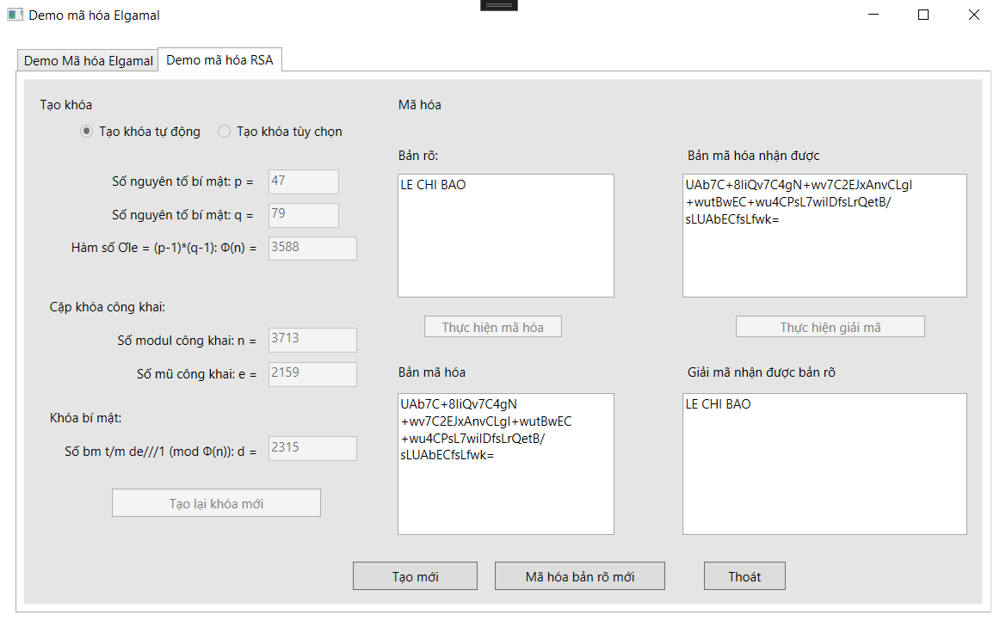 Demo mã hóa Elgamal
Demo Mã hóa Elgamal
Demo mã hóa RSA
Tạo khóa
Tạo khóa tự động
Tạo khóa tùy chọn
Số nguyên tố bí mật: p =
47
Số nguyên tố bí mật: q =
79
Hàm số Ơle = (p-1)*(q-1): Φ(n) =
3588
Cặp khóa công khai:
Số modul công khai: n =
3713
Số mũ công khai: e =
2159
Khóa bí mật:
Số bm t/m de///1 (mod Φ(n)): d =
2315
Tạo lại khóa mới
Mã hóa
Bản rõ:
LE CHI BAO
Thực hiện mã hóa
Bản mã hóa
UAb7C+8IiQv7C4gN
+wv7C2EJxAnvCLgI+wutBwEC
+wu4CPsL7wilDfsLrQetB/
sLUAbECfsLfwk=
Bản mã hóa nhận được
UAb7C+8IiQv7C4gN+wv7C2EJxAnvCLgI
+wutBwEC+wu4CPsL7wilDfsLrQetB/
sLUAbECfsLfwk=
Thực hiện giải mã
Giải mã nhận được bản rõ
LE CHI BAO
Tạo mới
Mã hóa bản rõ mới
Thoát